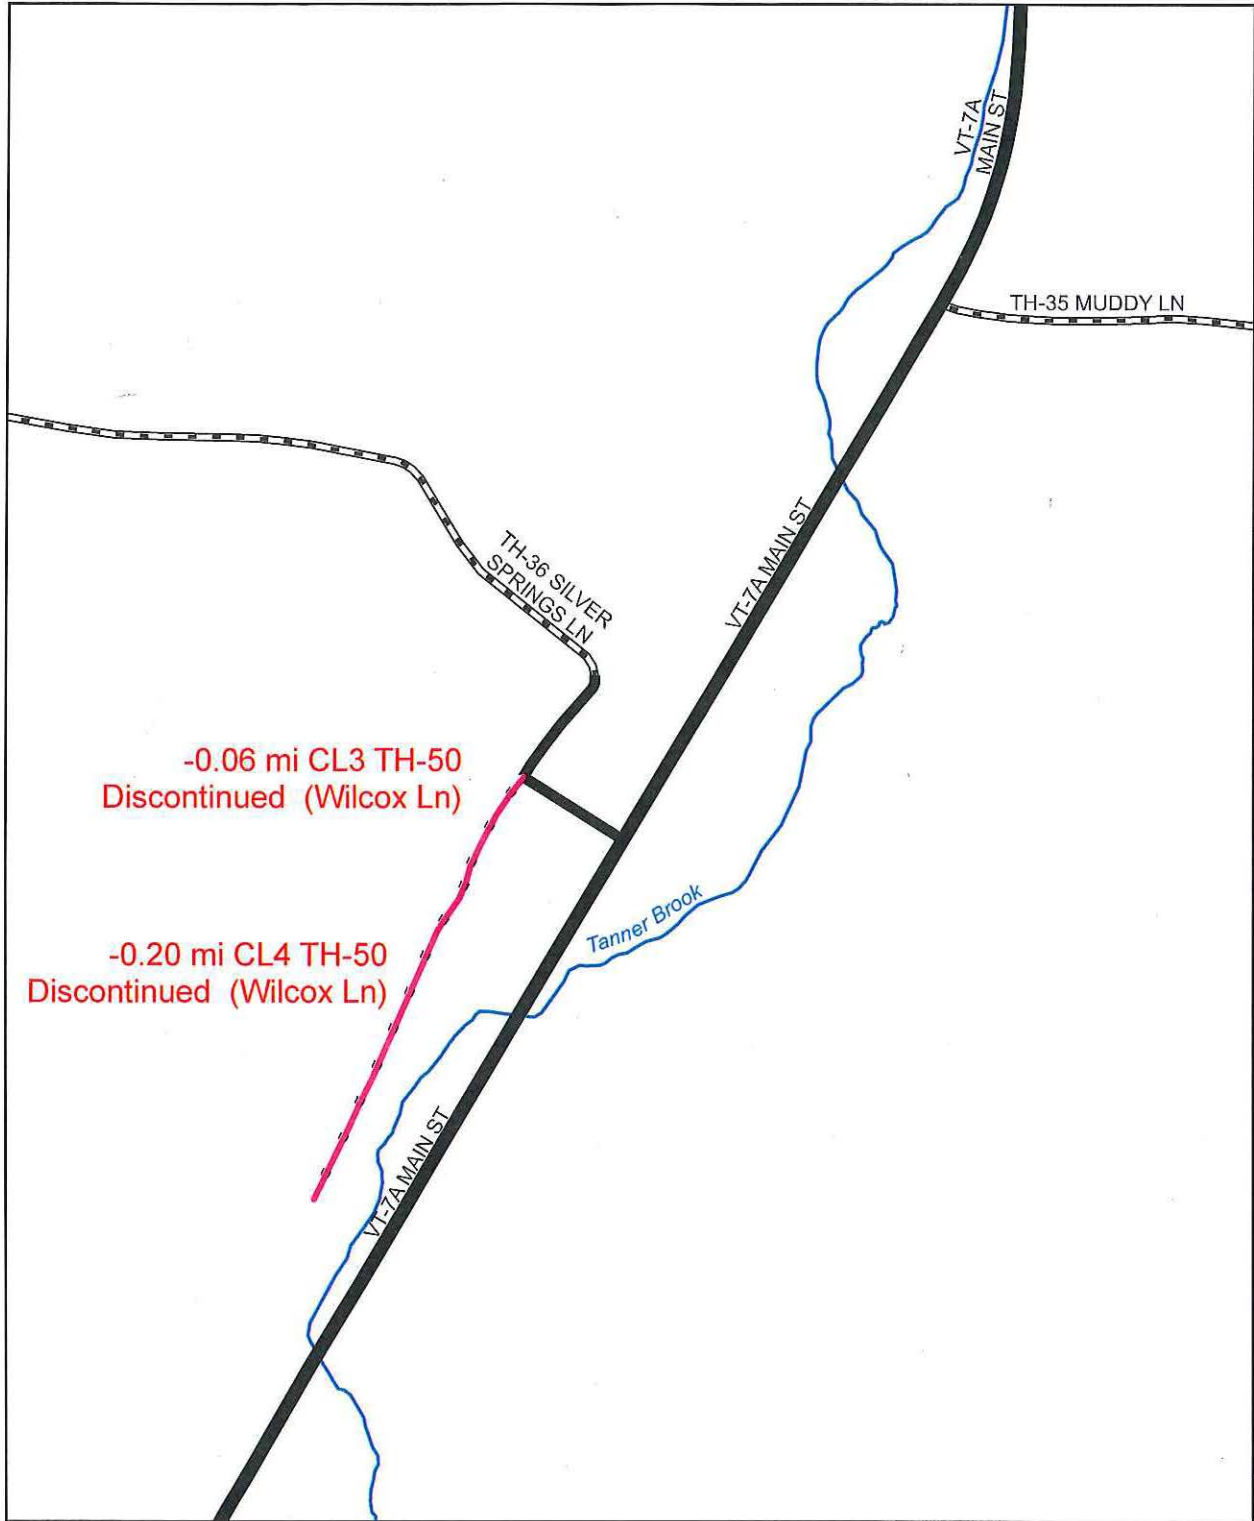 VT-7A
MAIN ST
TH-35 MUDDY LN
VT-7A MAIN ST
TH-36 SILVER
SPRINGS LN
-0.06 mi CL3 TH-50
Discontinued (Wilcox Ln)
Tanner Brook
-0.20 mi CL4 TH-50
Discontinued (Wilcox Ln)
VT-7A MAIN ST